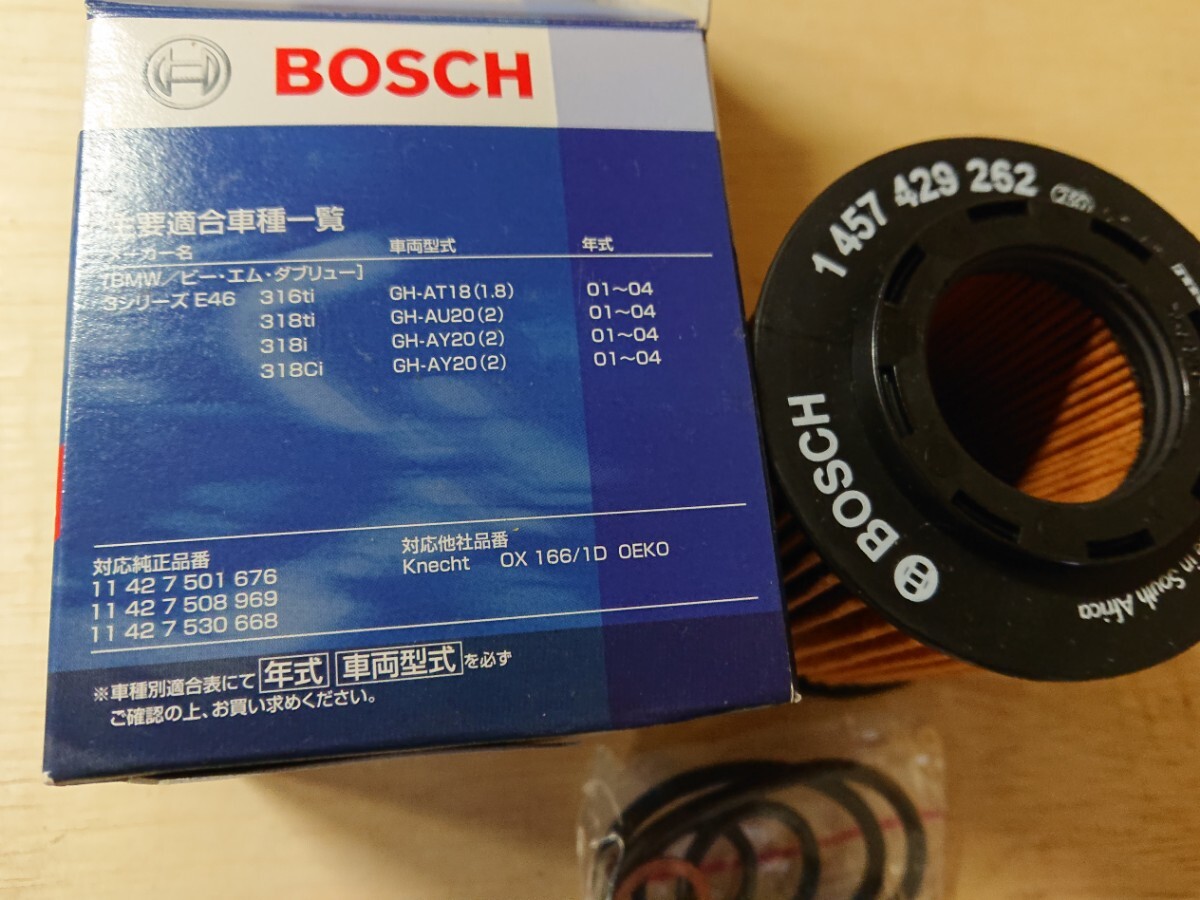 BOSCH
主要適合車種一覧
メーカー名 車両型式 年式
[BMW/ビー・エム・ダブリュー]
3シリーズ E46 316ti GH-AT18(1.8) 01〜04
318ti GH-AU20(2) 01〜04
318i GH-AY20(2) 01〜04
318Ci GH-AY20(2) 01〜04
対応純正品番
11 42 7 501 676
11 42 7 508 969
11 42 7 530 668
対応他社品番
Knecht OX 166/1D OEKO
※車種別適合表にて 年式 車両型式 を必ず
ご確認の上、お買い求めください。
1 457 429 262
BOSCH
in South Africa